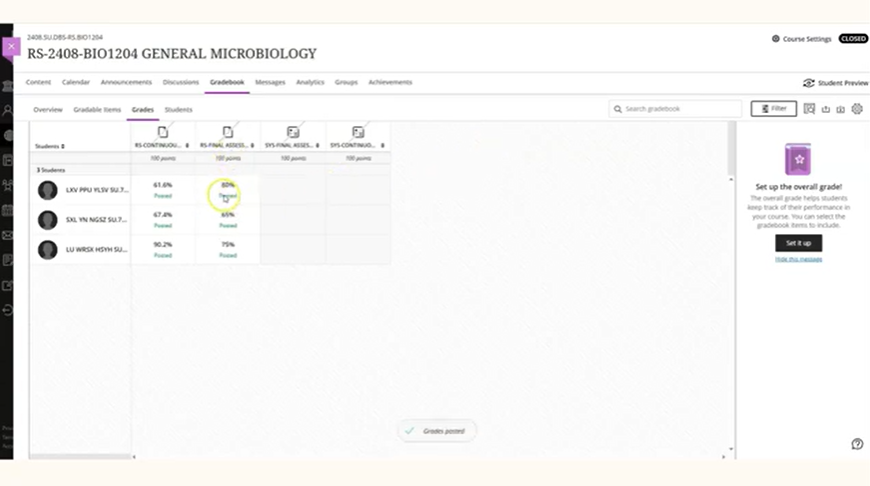 2408.SU.DBS-RS.BIO1204
RS-2408-BIO1204 GENERAL MICROBIOLOGY
Course Settings CLOSED
Content Calendar Announcements Discussions Gradebook Messages Analytics Groups Achievements
Student Preview
Overview Gradable Items Grades Students
Search gradebook
Filter
Students
RS-CONTINUOU... RS-FINAL ASSESS... SYS-FINAL ASSES... SYS-CONTINUO...
100 points 100 points 100 points 100 points
3 Students
LXV PPU YLSV SU.7... 61.6% 80%
Posted Posted
SXL YN NGSZ SU.7... 67.4% 65%
Posted Posted
LU WRSX HSYH SU... 90.2% 75%
Posted Posted
Set up the overall grade!
The overall grade helps students
keep track of their performance in
your course. You can select the
gradebook items to include.
Set it up
Hide this message
Grades posted